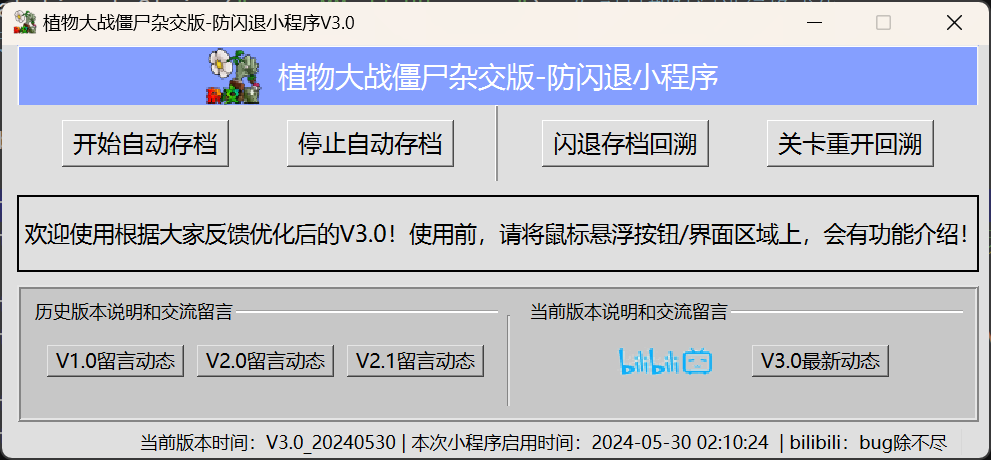 植物大战僵尸杂交版-防闪退小程序V3.0
植物大战僵尸杂交版-防闪退小程序
开始自动存档 停止自动存档 闪退存档回溯 关卡重开回溯
欢迎使用根据大家反馈优化后的V3.0！使用前，请将鼠标悬浮按钮/界面区域上，会有功能介绍！
历史版本说明和交流留言 当前版本说明和交流留言
V1.0留言动态 V2.0留言动态 V2.1留言动态 bilibili V3.0最新动态
当前版本时间：V3.0_20240530 | 本次小程序启用时间：2024-05-30 02:10:24 | bilibili：bug除不尽